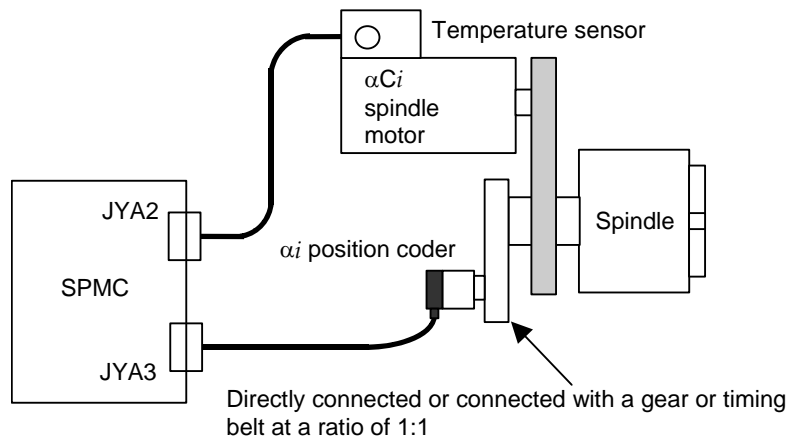 Temperature sensor
αCi
spindle
motor
JYA2
Spindle
αi position coder
SPMC
JYA3
Directly connected or connected with a gear or timing
belt at a ratio of 1:1